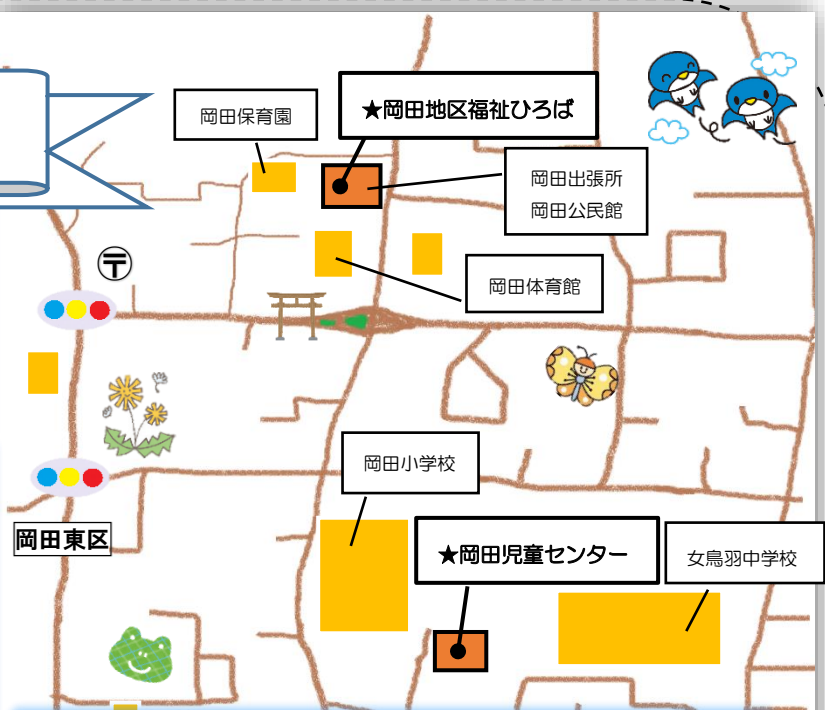 岡田保育園
★岡田地区福祉ひろば
岡田出張所
岡田公民館
岡田体育館
〒
岡田小学校
岡田東区
★岡田児童センター
女鳥羽中学校